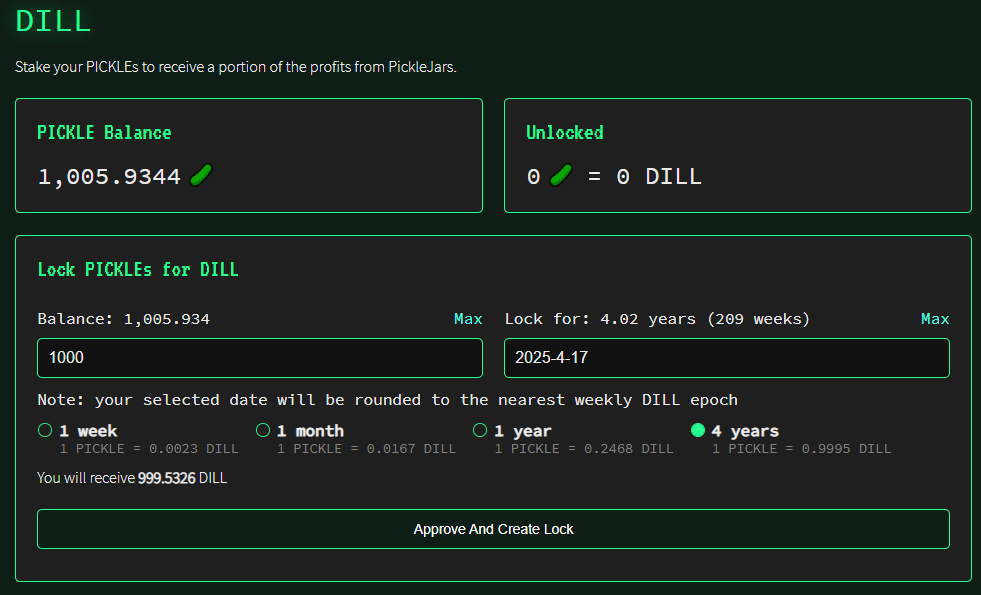 DILL
Stake your PICKLEs to receive a portion of the profits from PickleJars.
PICKLE Balance
1,005.9344
Unlocked
0 = 0 DILL
Lock PICKLEs for DILL
Balance: 1,005.934 Max
Lock for: 4.02 years (209 weeks) Max
1000
2025-4-17
Note: your selected date will be rounded to the nearest weekly DILL epoch
1 week
1 PICKLE = 0.0023 DILL
1 month
1 PICKLE = 0.0167 DILL
1 year
1 PICKLE = 0.2468 DILL
4 years
1 PICKLE = 0.9995 DILL
You will receive 999.5326 DILL
Approve And Create Lock